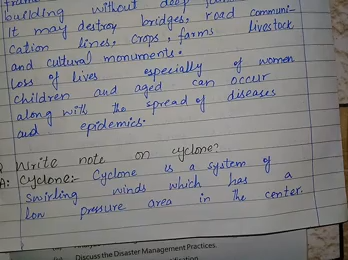 building without deep
It may destroy bridges, road communi-
cation lines, crops, farms livestock
and cultural monuments.
Loss of lives especially of women
children and aged can occur
along with the spread of diseases
and epidemics.
Write note on cyclone?
A: Cyclone:- Cyclone is a system of
swirling winds which has a
low pressure area in the center.
Discuss the Disaster Management Practices.